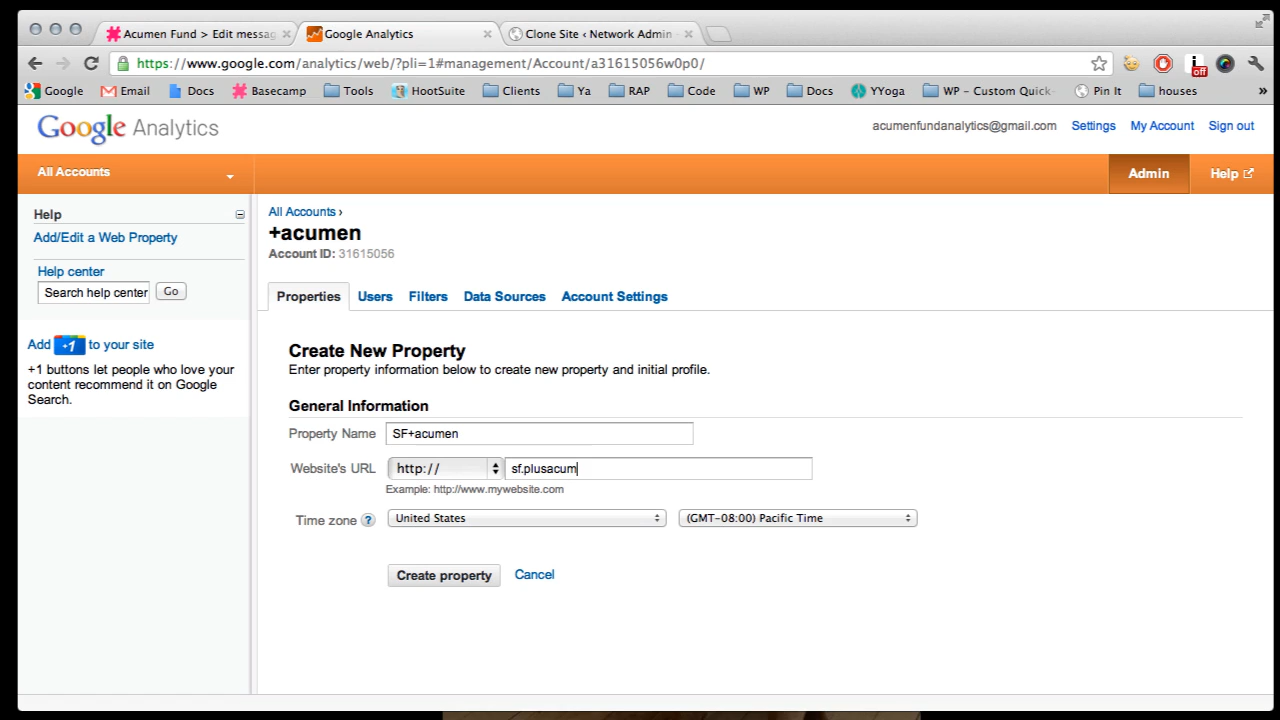 Acumen Fund > Edit messag
Google Analytics
Clone Site ‹ Network Admin
https://www.google.com/analytics/web/?pli=1#management/Account/a31615056w0p0/
off
Google
Email
Docs
Basecamp
Tools
HootSuite
Clients
Ya
RAP
Code
WP
Docs
YYoga
WP - Custom Quick-
Pin It
houses
»
Google Analytics
acumenfundanalytics@gmail.com
Settings
My Account
Sign out
All Accounts
Admin
Help
Help
Add/Edit a Web Property
Help center
Search help center
Go
Add +1 to your site
+1 buttons let people who love your
content recommend it on Google
Search.
All Accounts ›
+acumen
Account ID: 31615056
Properties
Users
Filters
Data Sources
Account Settings
Create New Property
Enter property information below to create new property and initial profile.
General Information
Property Name
SF+acumen
Website's URL
http://
sf.plusacum
Example: http://www.mywebsite.com
Time zone ?
United States
(GMT-08:00) Pacific Time
Create property
Cancel